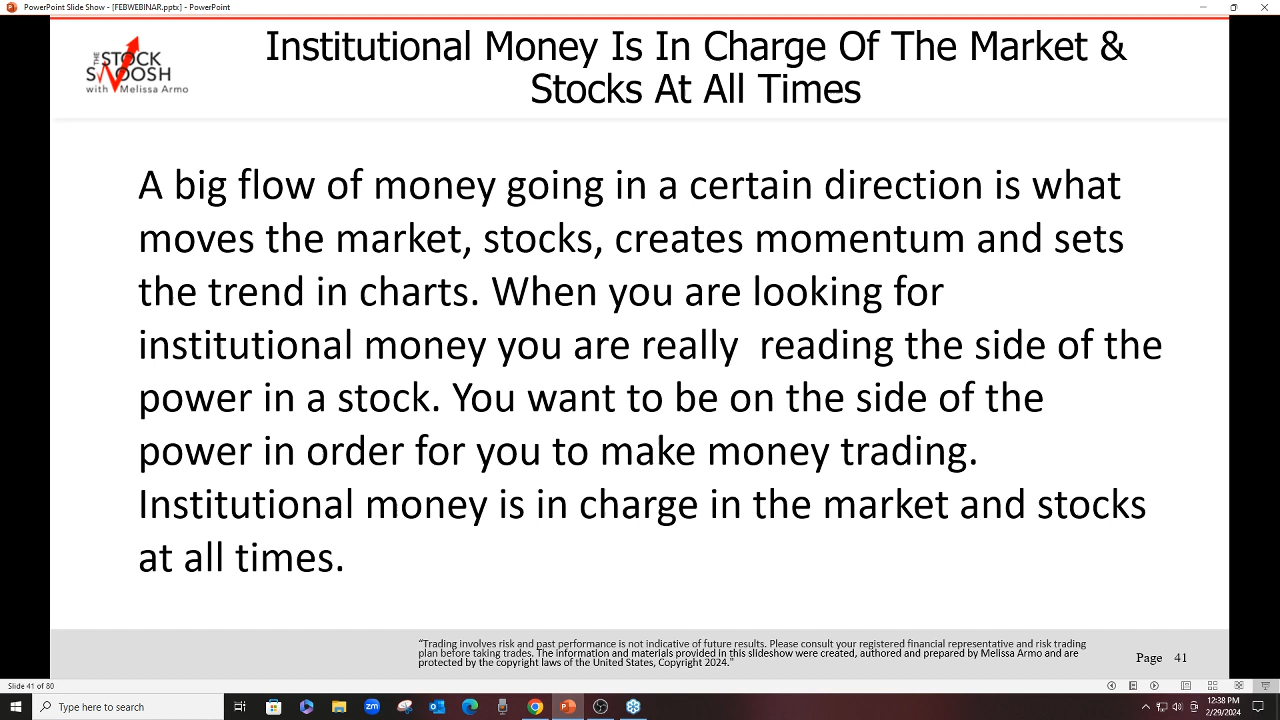 PowerPoint Slide Show - [FEBWEBINAR.pptx] - PowerPoint
THE
STOCK
SWOOSH
with Melissa Armo
Institutional Money Is In Charge Of The Market &
Stocks At All Times
A big flow of money going in a certain direction is what
moves the market, stocks, creates momentum and sets
the trend in charts. When you are looking for
institutional money you are really  reading the side of the
power in a stock. You want to be on the side of the
power in order for you to make money trading.
Institutional money is in charge in the market and stocks
at all times.
"Trading involves risk and past performance is not indicative of future results. Please consult your registered financial representative and risk trading
plan before taking trades. The information and materials provided in this slideshow were created, authored and prepared by Melissa Armo and are
protected by the copyright laws of the United States, Copyright 2024."
Page 41
Slide 41 of 80
Type here to search
zm
12:38 PM
2/29/2024